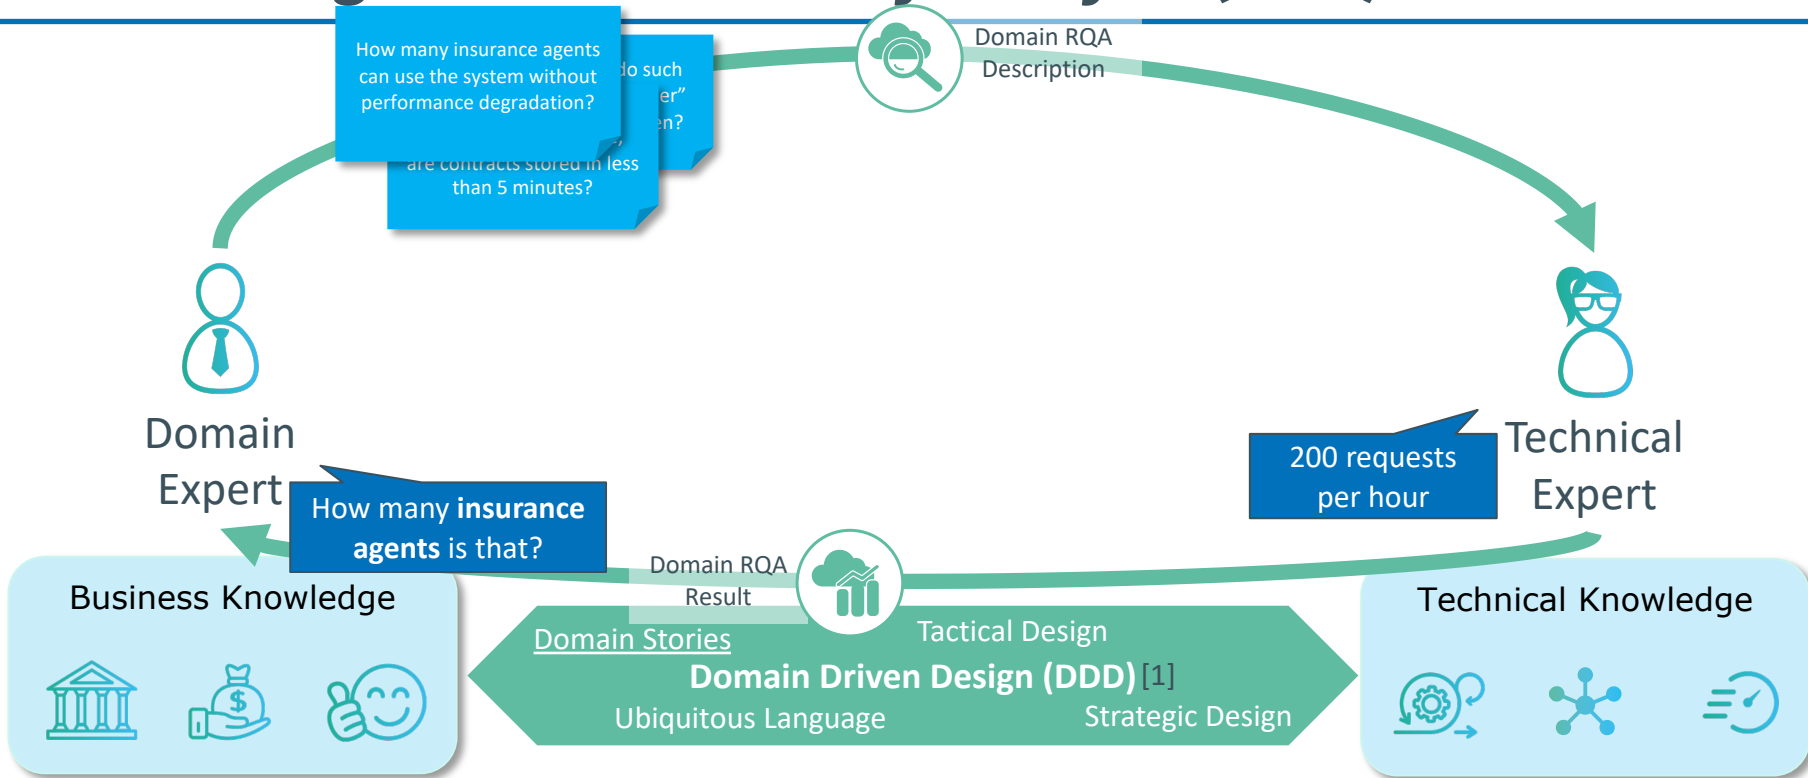 How many insurance agents
can use the system without
performance degradation?
do such
er”
en?
are contracts stored in less
than 5 minutes?
Domain RQA
Description
Domain
Expert
Technical
Expert
200 requests
per hour
How many insurance
agents is that?
Domain RQA
Result
Business Knowledge
Technical Knowledge
Domain Stories
Tactical Design
Domain Driven Design (DDD) [1]
Ubiquitous Language
Strategic Design
$